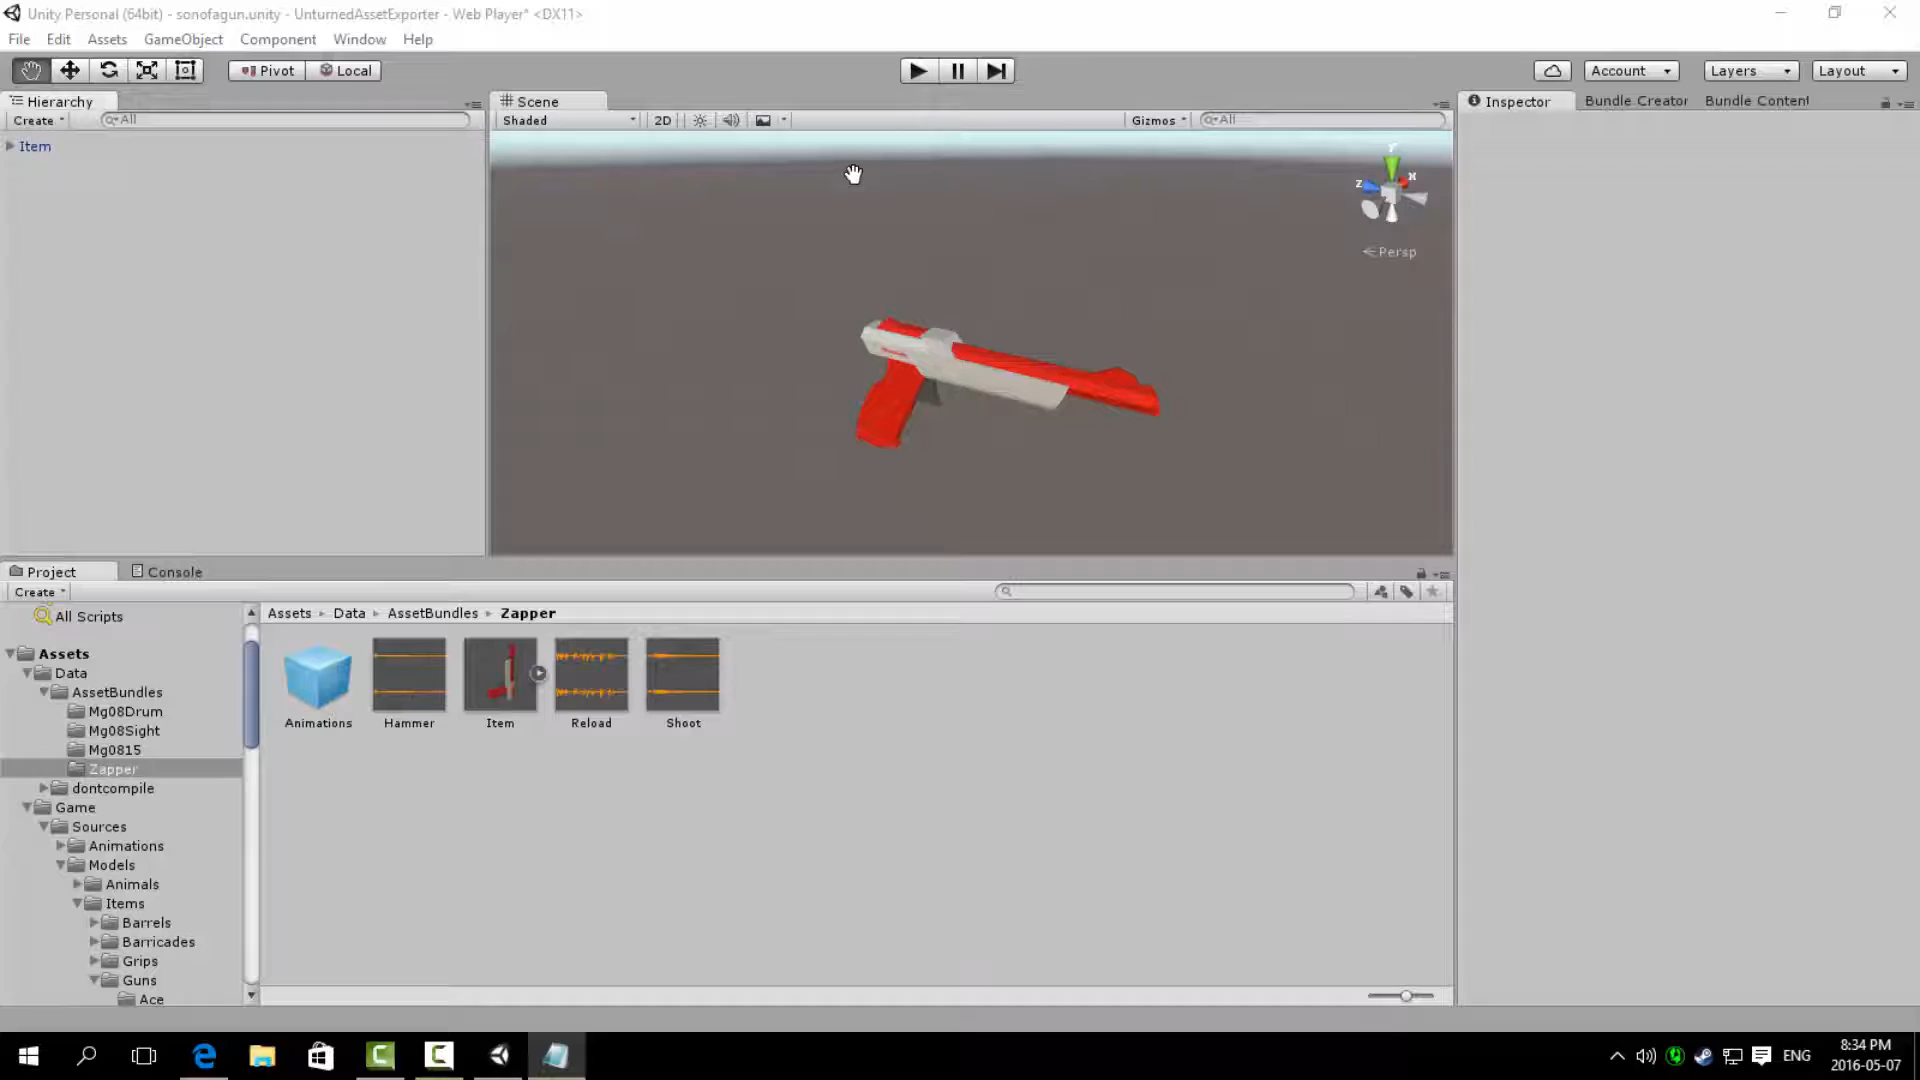 Unity Personal (64bit) - sonofagun.unity - UnturnedAssetExporter - Web Player* <DX11>
File Edit Assets GameObject Component Window Help
Pivot Local Account Layers Layout
Hierarchy Scene Inspector Bundle Creator Bundle Content
Create All Shaded 2D Gizmos All
Item
Y
Z X
Persp
Project Console
Create
All Scripts
Assets Data AssetBundles Zapper
Assets
Data
AssetBundles
Mg08Drum
Mg08Sight
Mg0815
Zapper
dontcompile
Game
Sources
Animations
Models
Animals
Items
Barrels
Barricades
Grips
Guns
Ace
Animations Hammer Item Reload Shoot
ENG
8:34 PM
2016-05-07